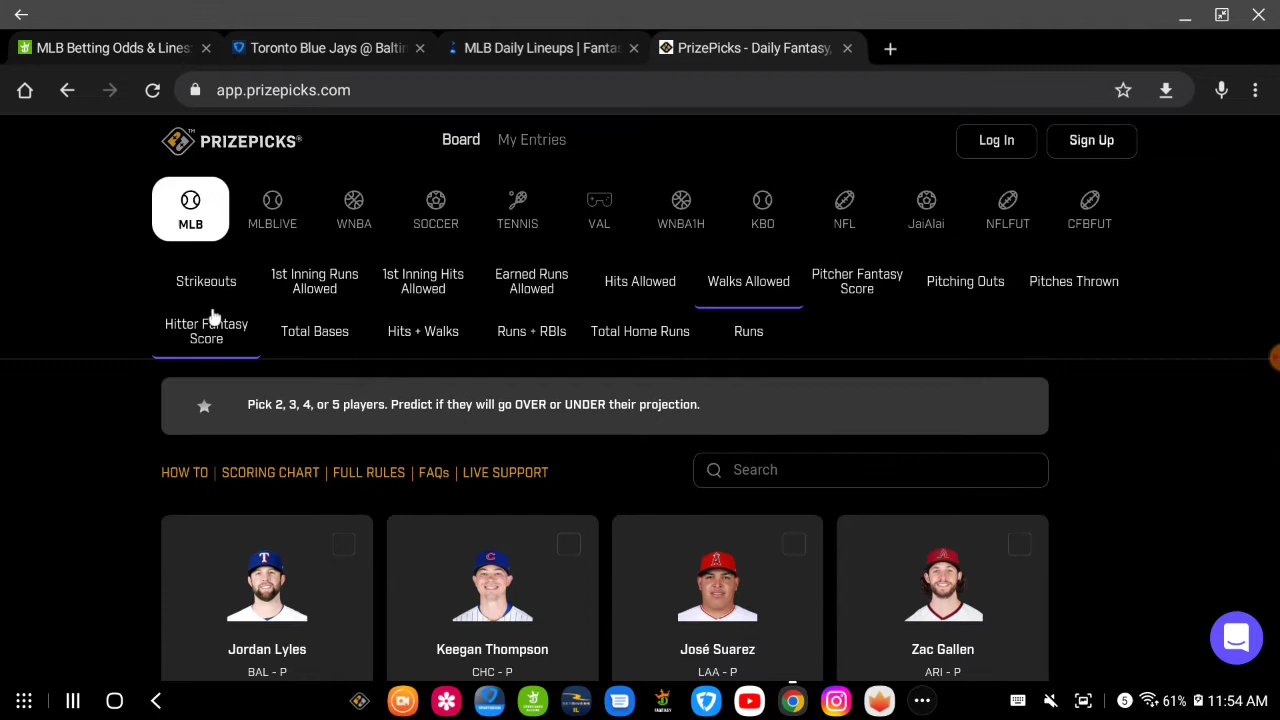 MLB Betting Odds & Lines
Toronto Blue Jays @ Baltin
MLB Daily Lineups | Fanta
PrizePicks - Daily Fantasy,
app.prizepicks.com
PRIZEPICKS®
Board
My Entries
Log In
Sign Up
MLB
MLBLIVE
WNBA
SOCCER
TENNIS
VAL
WNBA1H
KBO
NFL
JaiAlai
NFLFUT
CFBFUT
Strikeouts
1st Inning Runs
Allowed
1st Inning Hits
Allowed
Earned Runs
Allowed
Hits Allowed
Walks Allowed
Pitcher Fantasy
Score
Pitching Outs
Pitches Thrown
Hitter Fantasy
Score
Total Bases
Hits + Walks
Runs + RBIs
Total Home Runs
Runs
Pick 2, 3, 4, or 5 players. Predict if they will go OVER or UNDER their projection.
HOW TO | SCORING CHART | FULL RULES | FAQs | LIVE SUPPORT
Search
Jordan Lyles
BAL - P
Keegan Thompson
CHC - P
José Suarez
LAA - P
Zac Gallen
ARI - P
5
61%
11:54 AM